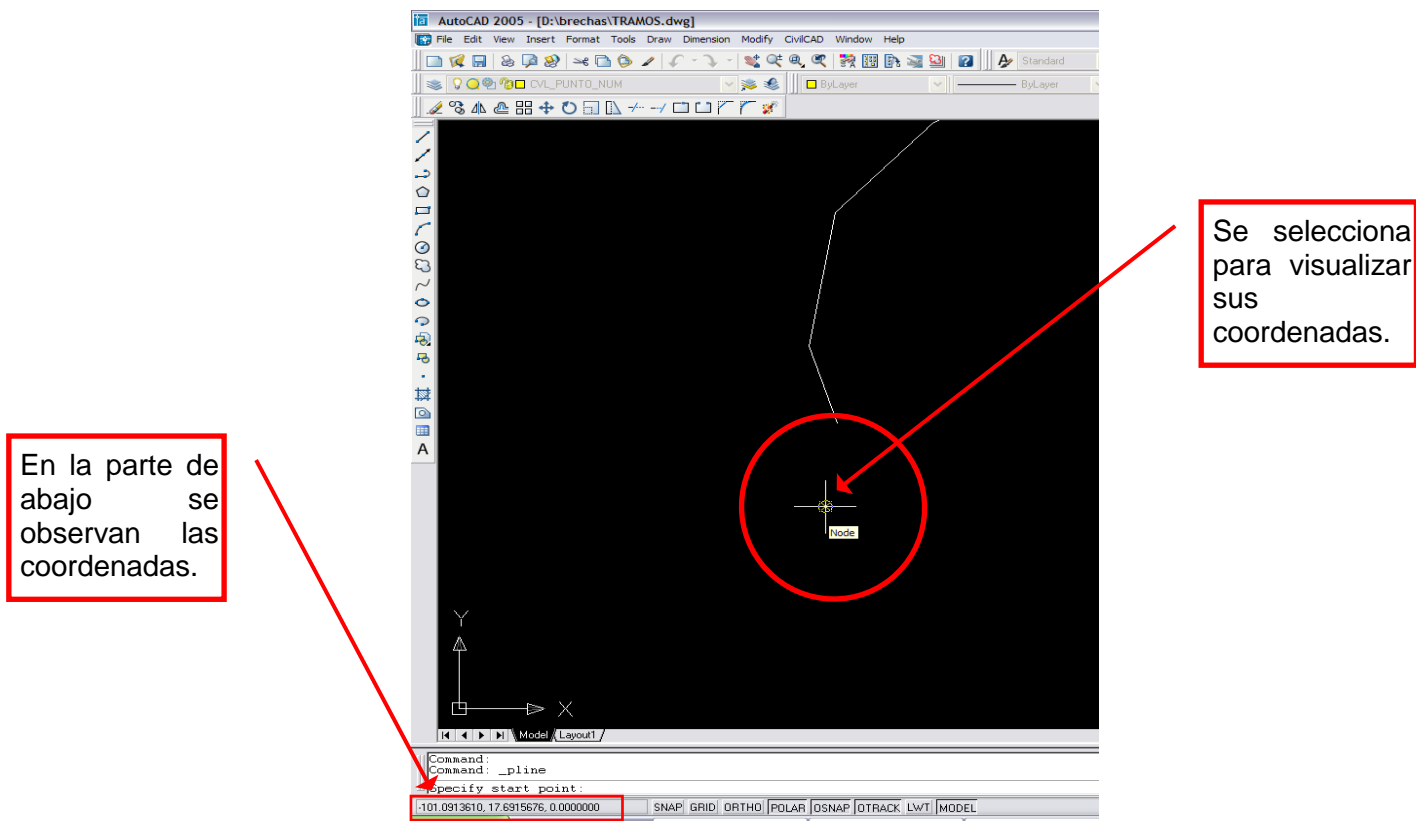 AutoCAD 2005 - [D:\brechas\TRAMOS.dwg]
File Edit View Insert Format Tools Draw Dimension Modify CivilCAD Window Help
Standard
CVL_PUNTO_NUM
ByLayer
ByLayer
A
Se selecciona
para visualizar
sus
coordenadas.
En la parte de
abajo se
observan las
coordenadas.
Node
Y
X
Model Layout1
Command:
Command: _pline
Specify start point:
-101.0913610, 17.6915676, 0.0000000 SNAP GRID ORTHO POLAR OSNAP OTRACK LWT MODEL